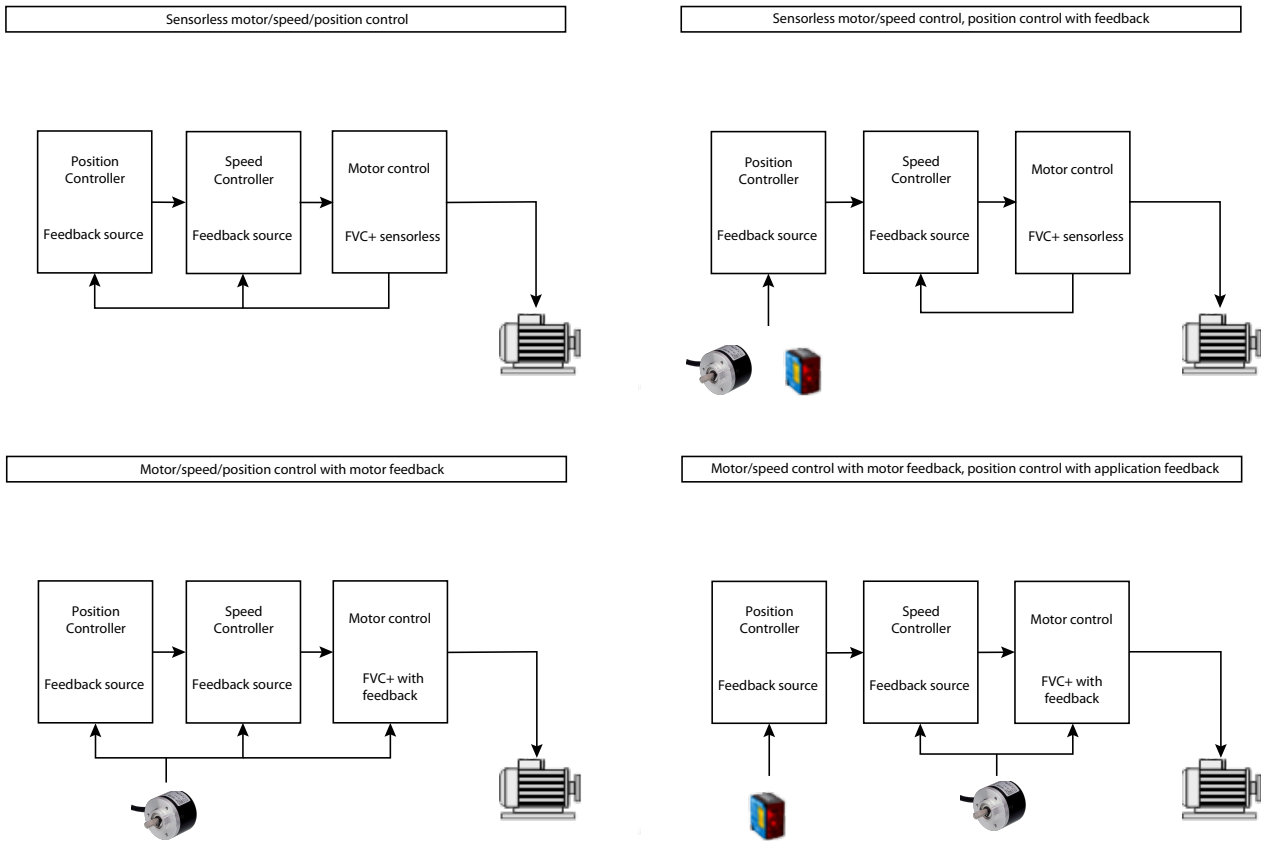 Sensorless motor/speed/position control
Position
Controller
Feedback source
Speed
Controller
Feedback source
Motor control
FVC+ sensorless
Sensorless motor/speed control, position control with feedback
Position
Controller
Feedback source
Speed
Controller
Feedback source
Motor control
FVC+ sensorless
Motor/speed/position control with motor feedback
Position
Controller
Feedback source
Speed
Controller
Feedback source
Motor control
FVC+ with
feedback
Motor/speed control with motor feedback, position control with application feedback
Position
Controller
Feedback source
Speed
Controller
Feedback source
Motor control
FVC+ with
feedback